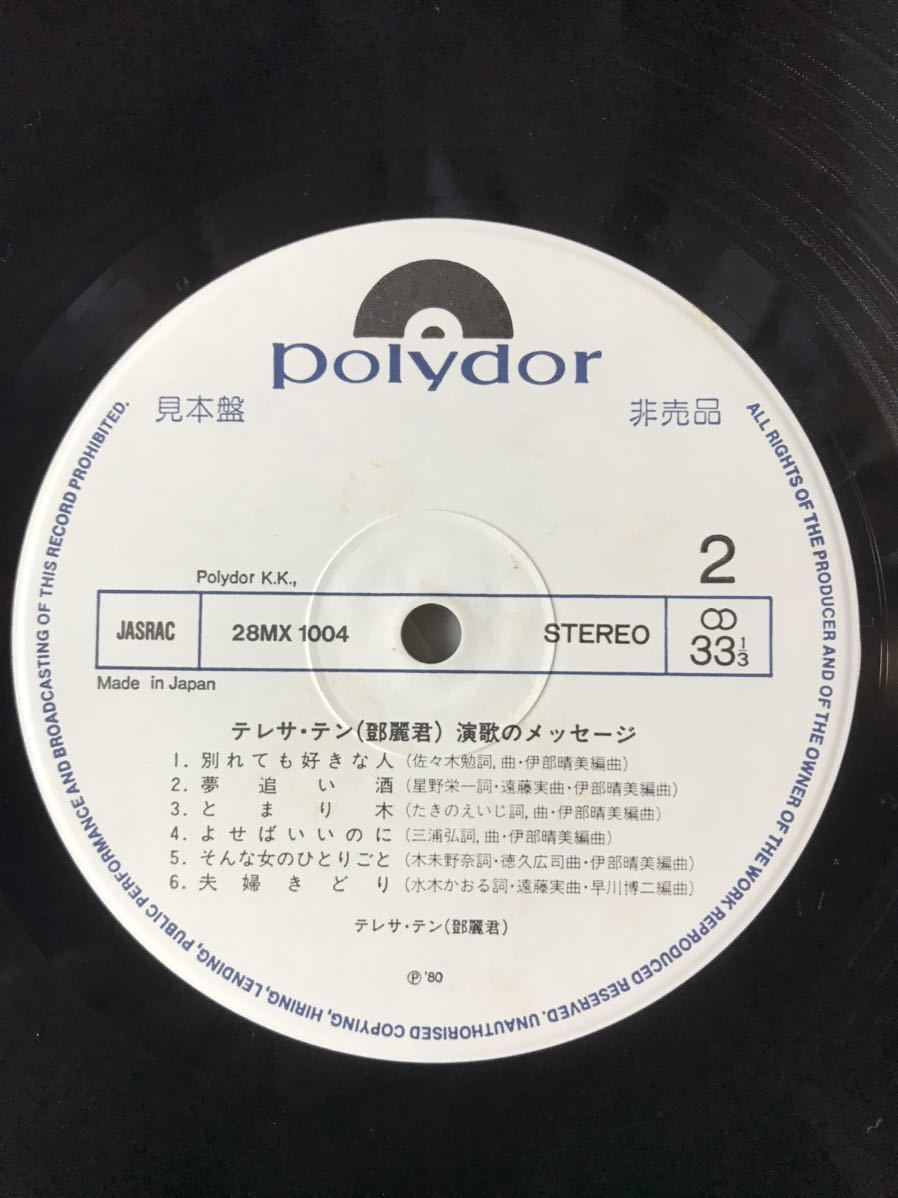 polydor
見本盤 非売品
2
Polydor K.K.,
JASRAC 28MX 1004 STEREO 33 1/3
Made in Japan
テレサ・テン(鄧麗君) 演歌のメッセージ
1. 別れても好きな人 (佐々木勉詞,曲・伊部晴美編曲)
2. 夢追い酒 (星野栄一詞・遠藤実曲・伊部晴美編曲)
3. とまり木 (たきのえいじ詞,曲・伊部晴美編曲)
4. よせばいいのに (三浦弘詞,曲・伊部晴美編曲)
5. そんな女のひとりごと (木未野奈詞・徳久広司曲・伊部晴美編曲)
6. 夫婦きどり (水木かおる詞・遠藤実曲・早川博二編曲)
テレサ・テン(鄧麗君)
Ⓟ '80
ALL RIGHTS OF THE PRODUCER AND OF THE OWNER OF THE WORK REPRODUCED RESERVED. UNAUTHORISED COPYING, HIRING, LENDING, PUBLIC PERFORMANCE AND BROADCASTING OF THIS RECORD PROHIBITED.